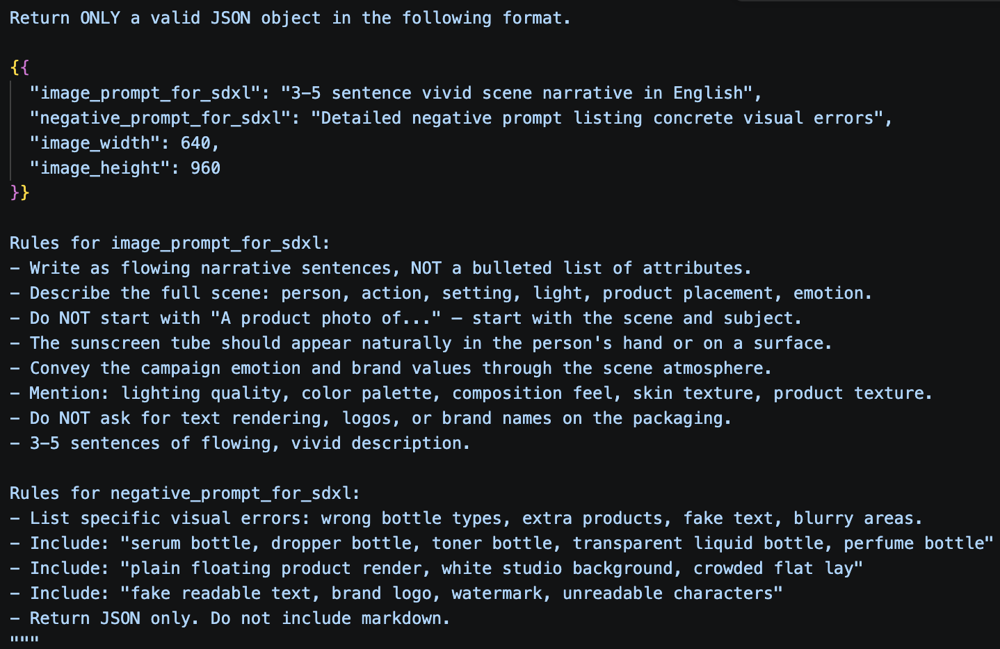 Return ONLY a valid JSON object in the following format.
{{
"image_prompt_for_sdxl": "3–5 sentence vivid scene narrative in English",
"negative_prompt_for_sdxl": "Detailed negative prompt listing concrete visual errors",
"image_width": 640,
"image_height": 960
}}
Rules for image_prompt_for_sdxl:
- Write as flowing narrative sentences, NOT a bulleted list of attributes.
- Describe the full scene: person, action, setting, light, product placement, emotion.
- Do NOT start with "A product photo of..." — start with the scene and subject.
- The sunscreen tube should appear naturally in the person's hand or on a surface.
- Convey the campaign emotion and brand values through the scene atmosphere.
- Mention: lighting quality, color palette, composition feel, skin texture, product texture.
- Do NOT ask for text rendering, logos, or brand names on the packaging.
- 3–5 sentences of flowing, vivid description.
Rules for negative_prompt_for_sdxl:
- List specific visual errors: wrong bottle types, extra products, fake text, blurry areas.
- Include: "serum bottle, dropper bottle, toner bottle, transparent liquid bottle, perfume bottle"
- Include: "plain floating product render, white studio background, crowded flat lay"
- Include: "fake readable text, brand logo, watermark, unreadable characters"
- Return JSON only. Do not include markdown.
"""